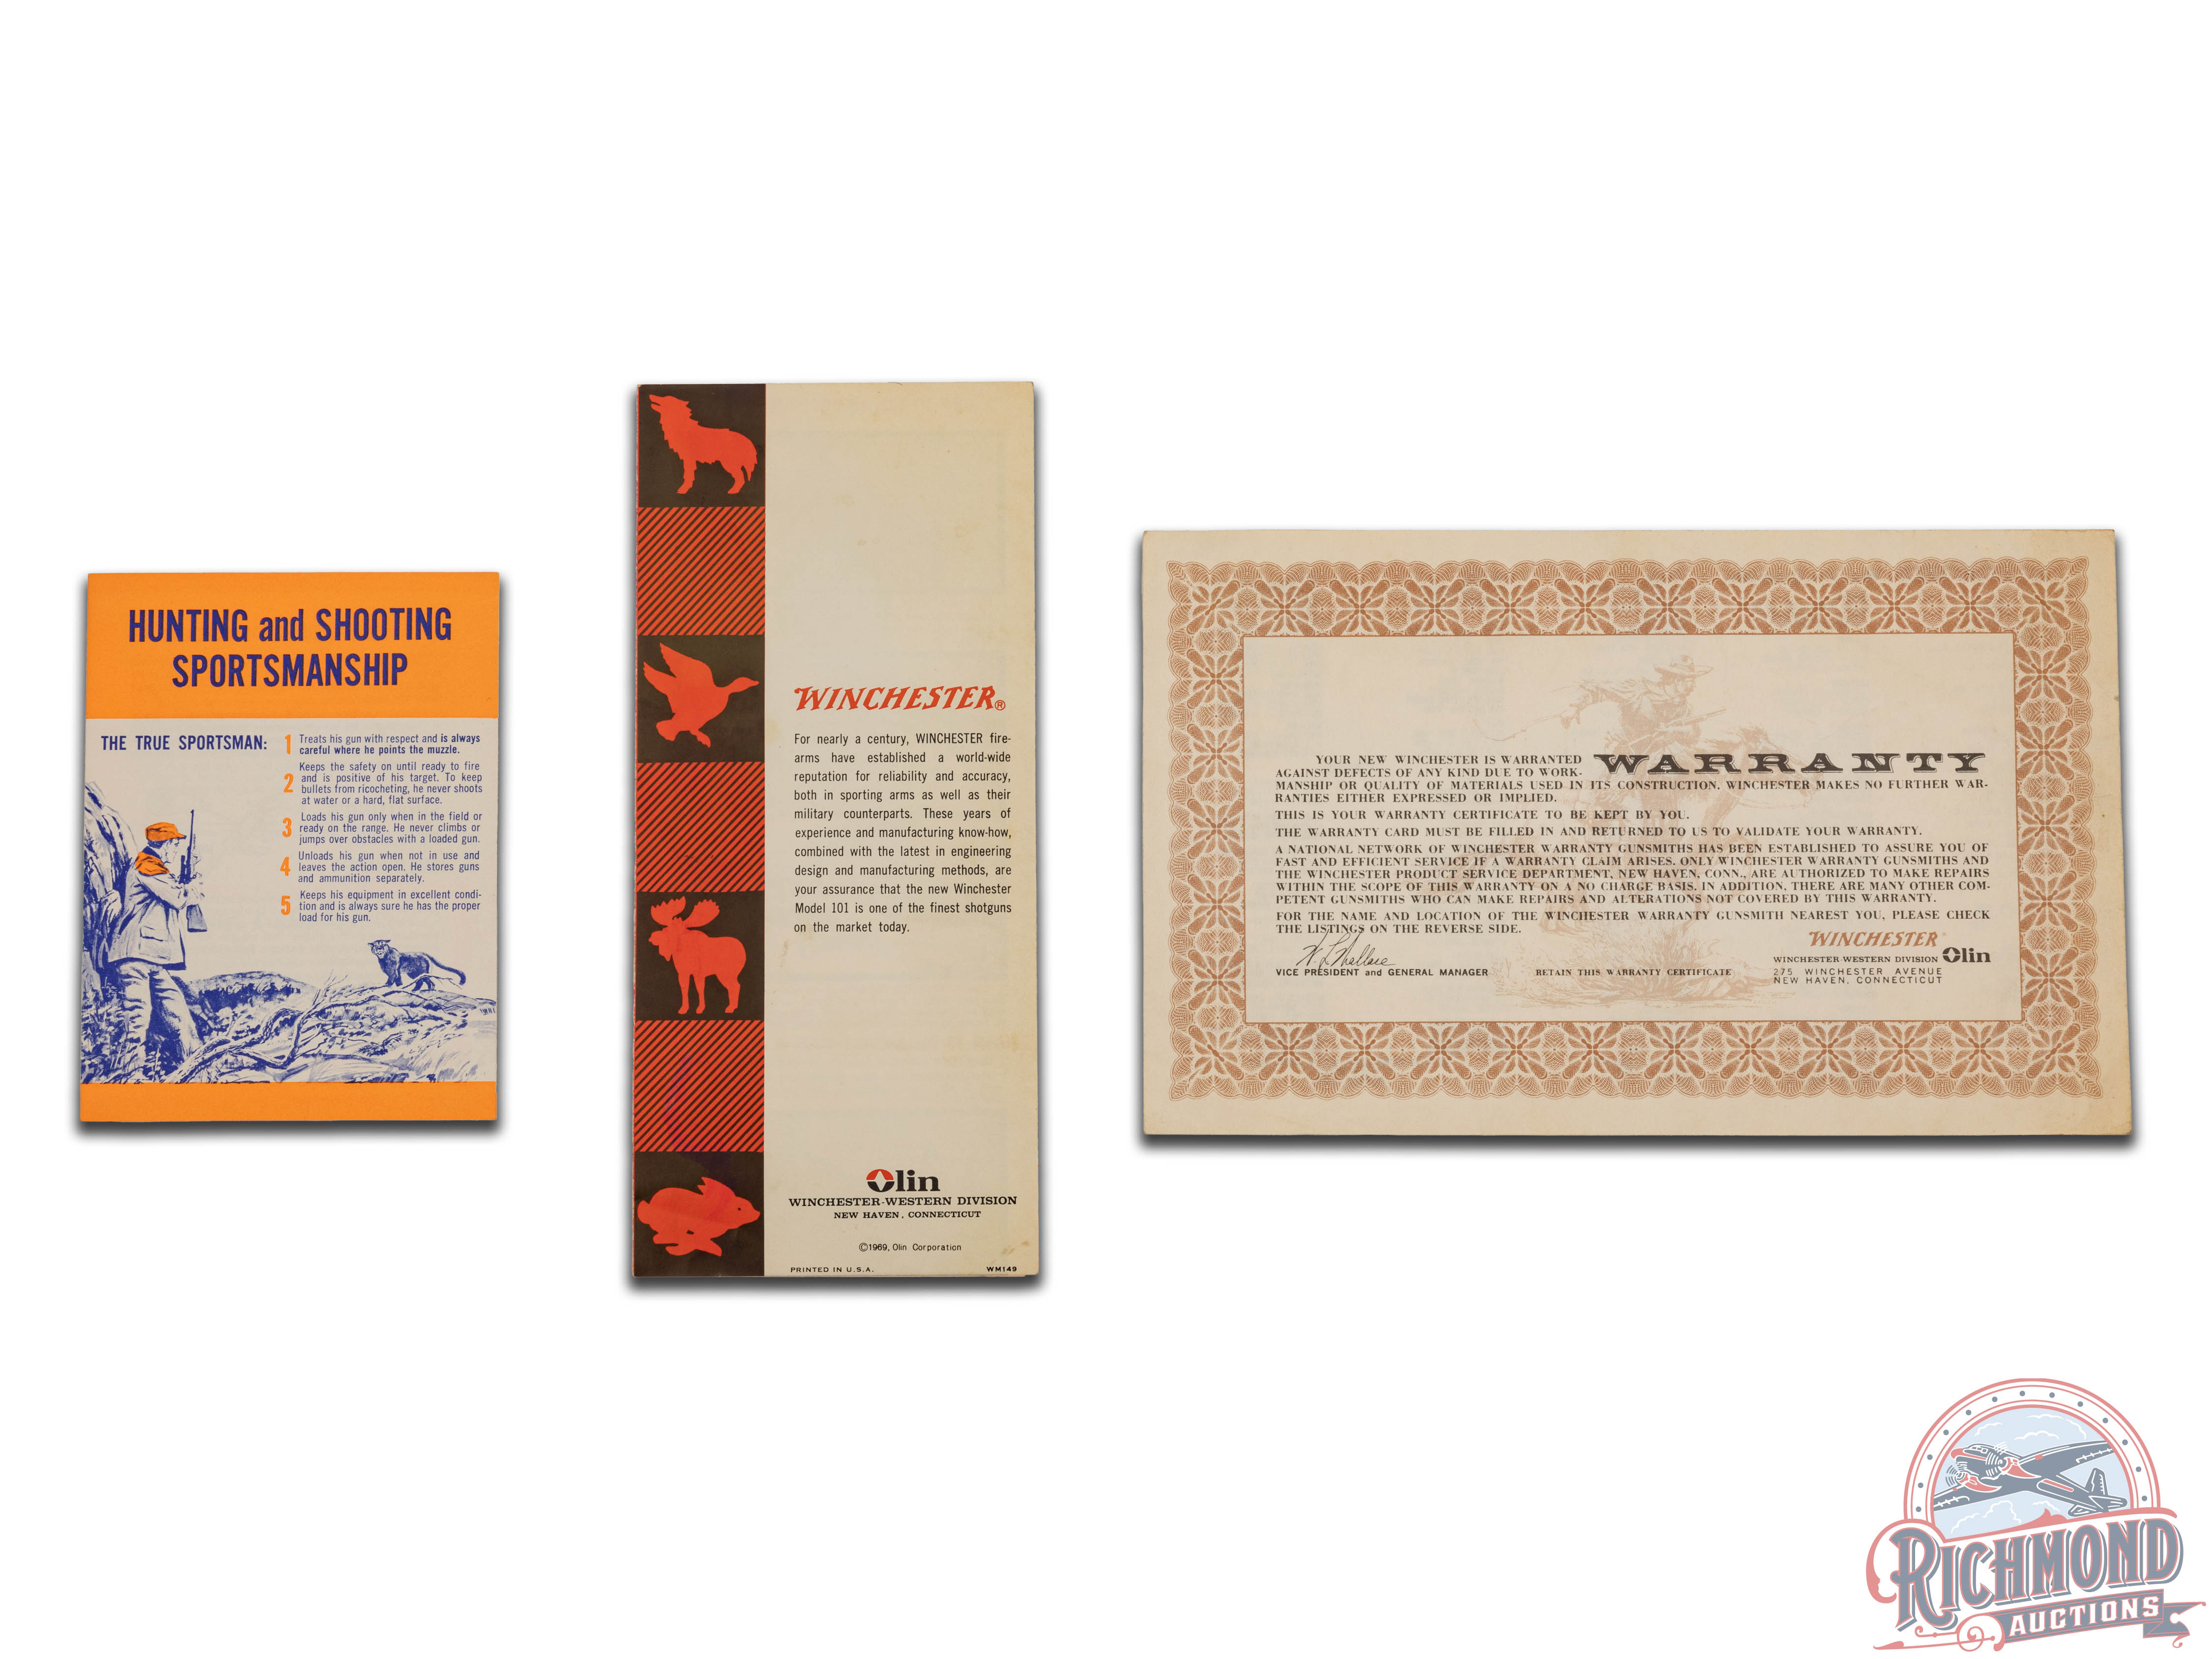 HUNTING and SHOOTING
SPORTSMANSHIP
THE TRUE SPORTSMAN:
1 Treats his gun with respect and is always
careful where he points the muzzle.
2 Keeps the safety on until ready to fire
and is positive of his target. To keep
bullets from ricocheting, he never shoots
at water or a hard, flat surface.
3 Loads his gun only when in the field or
ready on the range. He never climbs or
jumps over obstacles with a loaded gun.
4 Unloads his gun when not in use and
leaves the action open. He stores guns
and ammunition separately.
5 Keeps his equipment in excellent condi-
tion and is always sure he has the proper
load for his gun.
WINCHESTER®
For nearly a century, WINCHESTER fire-
arms have established a world-wide
reputation for reliability and accuracy,
both in sporting arms as well as their
military counterparts. These years of
experience and manufacturing know-how,
combined with the latest in engineering
design and manufacturing methods, are
your assurance that the new Winchester
Model 101 is one of the finest shotguns
on the market today.
Olin
WINCHESTER-WESTERN DIVISION
NEW HAVEN, CONNECTICUT
©1969, Olin Corporation
PRINTED IN U.S.A. WM149
WARRANTY
YOUR NEW WINCHESTER IS WARRANTED
AGAINST DEFECTS OF ANY KIND DUE TO WORK-
MANSHIP OR QUALITY OF MATERIALS USED IN ITS CONSTRUCTION. WINCHESTER MAKES NO FURTHER WAR-
RANTIES EITHER EXPRESSED OR IMPLIED.
THIS IS YOUR WARRANTY CERTIFICATE TO BE KEPT BY YOU.
THE WARRANTY CARD MUST BE FILLED IN AND RETURNED TO US TO VALIDATE YOUR WARRANTY.
A NATIONAL NETWORK OF WINCHESTER WARRANTY GUNSMITHS HAS BEEN ESTABLISHED TO ASSURE YOU OF
FAST AND EFFICIENT SERVICE IF A WARRANTY CLAIM ARISES. ONLY WINCHESTER WARRANTY GUNSMITHS AND
THE WINCHESTER PRODUCT SERVICE DEPARTMENT, NEW HAVEN, CONN., ARE AUTHORIZED TO MAKE REPAIRS
WITHIN THE SCOPE OF THIS WARRANTY ON A NO CHARGE BASIS. IN ADDITION, THERE ARE MANY OTHER COM-
PETENT GUNSMITHS WHO CAN MAKE REPAIRS AND ALTERATIONS NOT COVERED BY THIS WARRANTY.
FOR THE NAME AND LOCATION OF THE WINCHESTER WARRANTY GUNSMITH NEAREST YOU, PLEASE CHECK
THE LISTINGS ON THE REVERSE SIDE.
VICE PRESIDENT and GENERAL MANAGER
RETAIN THIS WARRANTY CERTIFICATE
WINCHESTER
WINCHESTER-WESTERN DIVISION Olin
275 WINCHESTER AVENUE
NEW HAVEN, CONNECTICUT
RICHMOND
AUCTIONS